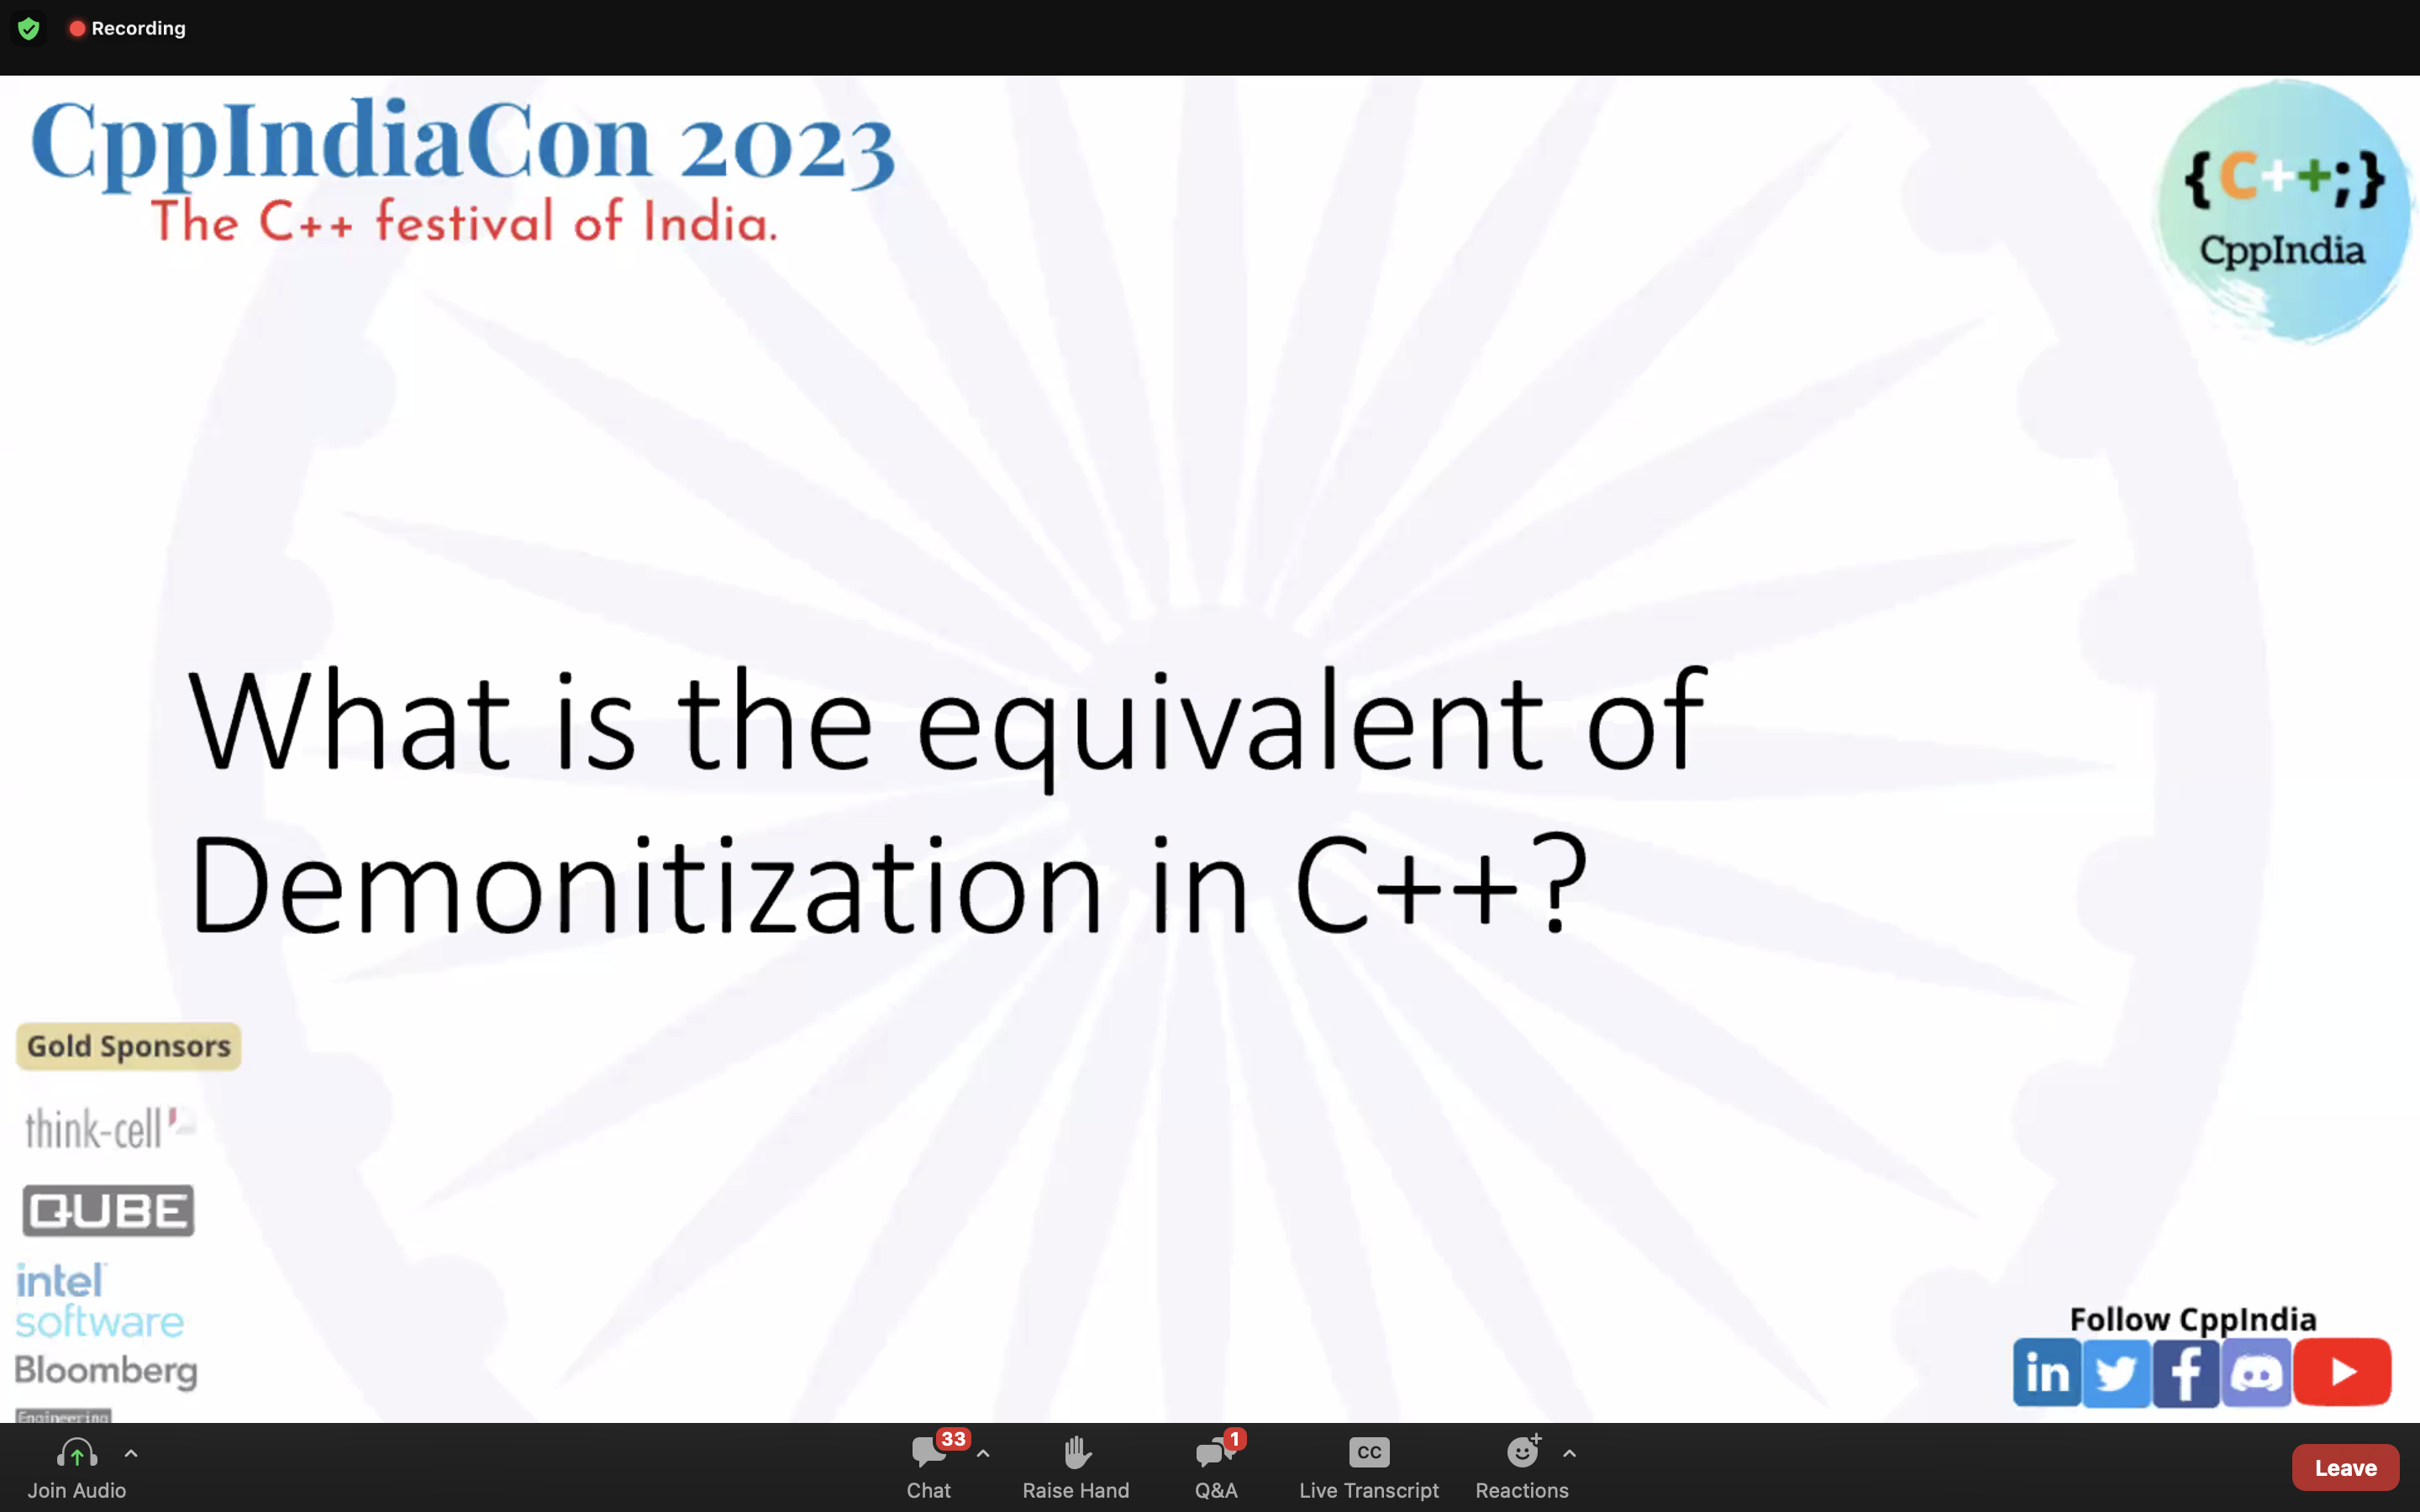 Recording
CppIndiaCon 2023
The C++ festival of India.
{C++;}
CppIndia
What is the equivalent of
Demonitization in C++?
Gold Sponsors
think-cell
QUBE
intel
software
Bloomberg
Engineering
Follow CppIndia
in
f
33
1
CC
Join Audio
Chat
Raise Hand
Q&A
Live Transcript
Reactions
Leave